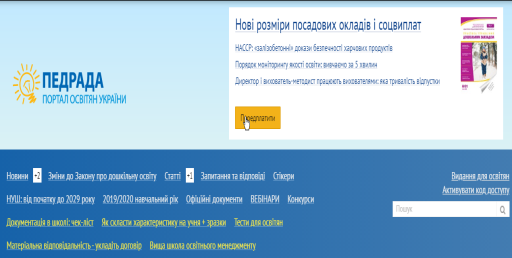 Нові розміри посадових окладів і соцвиплат
НАССР: «залізобетонні» докази безпечності харчових продуктів
Порядок моніторингу якості освіти: вивчаємо за 5 хвилин
Директор і вихователь-методист працюють вихователями: яка тривалість відпустки
ПЕДРАДА
ПОРТАЛ ОСВІТЯН УКРАЇНИ
Передплатити
Новини +2 Зміни до Закону про дошкільну освіту Статті +1 Запитання та відповіді Стікери
НУШ: від початку до 2029 року 2019/2020 навчальний рік Офіційні документи ВЕБІНАРИ Конкурси
Документація в школі: чек-ліст Як скласти характеристику на учня + зразки Тести для освітян
Матеріальна відповідальність - укладіть договір Вища школа освітнього менеджменту
Видання для освітян
Активувати код доступу
Пошук